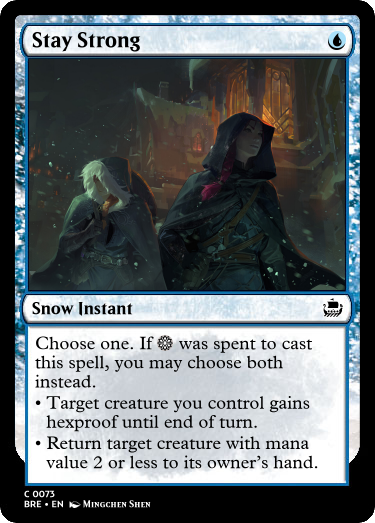 Stay Strong
Snow Instant
Choose one. If was spent to cast
this spell, you may choose both
instead.
• Target creature you control gains
hexproof until end of turn.
• Return target creature with mana
value 2 or less to its owner's hand.
C 0073
BRE • EN Mingchen Shen